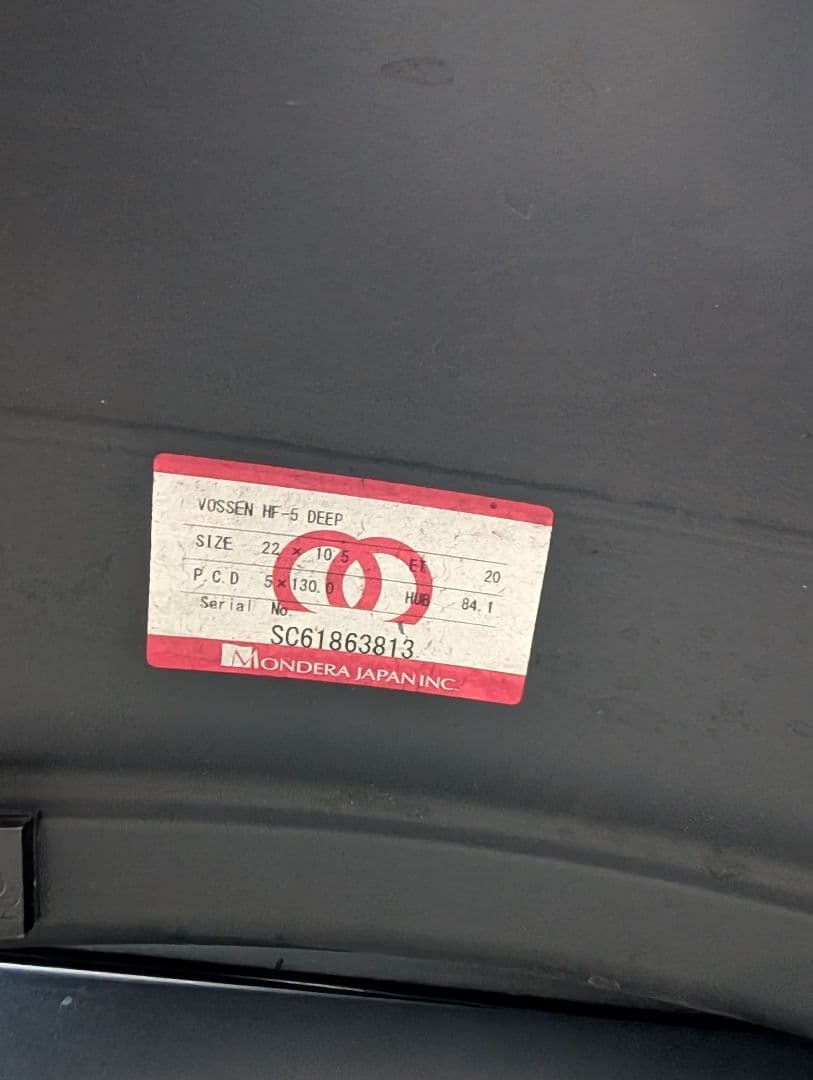 VOSSEN HF-5 DEEP
SIZE 22 × 10.5 ET 20
P.C.D 5×130.0 HUB 84.1
Serial No.
SC61863813
MONDERA JAPAN INC.